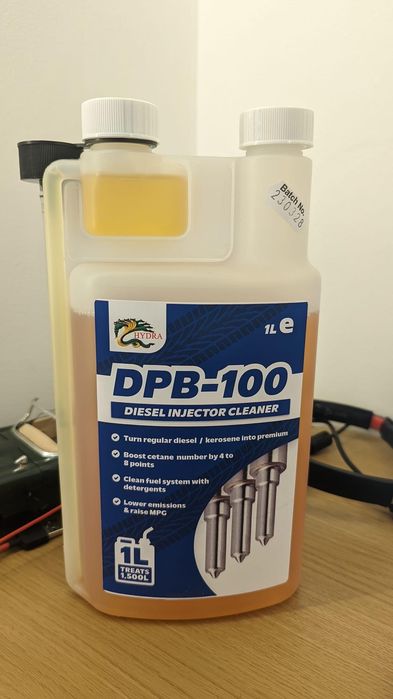 Batch No.
230328
HYDRA
1L e
DPB-100
DIESEL INJECTOR CLEANER
Turn regular diesel / kerosene into premium
Boost cetane number by 4 to
8 points
Clean fuel system with
detergents
Lower emissions
& raise MPG
1L
TREATS
1,500L